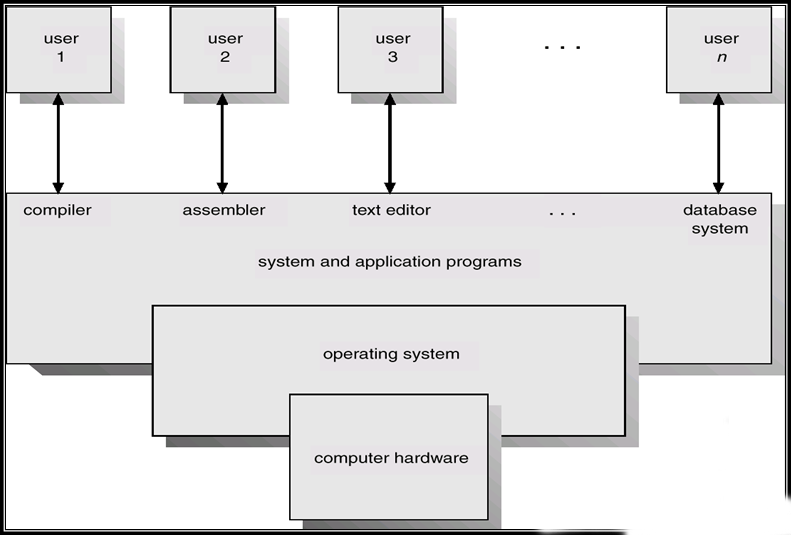 user
1
user
2
user
3
. . .
user
n
compiler
assembler
text editor
. . .
database
system
system and application programs
operating system
computer hardware